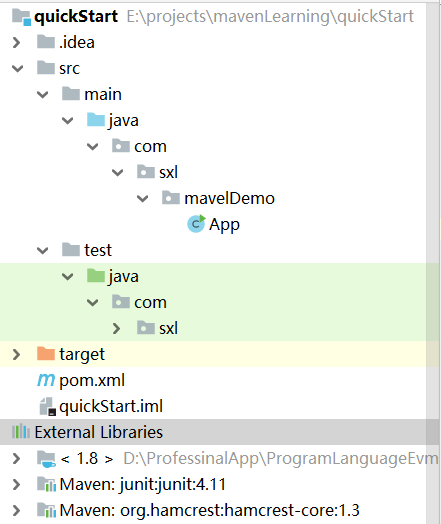 quickStart E:\projects\mavenLearning\quickStart
.idea
src
main
java
com
sxl
mavelDemo
App
test
java
com
sxl
target
pom.xml
quickStart.iml
External Libraries
< 1.8 > D:\ProfessinalApp\ProgramLanguageEvm
Maven: junit:junit:4.11
Maven: org.hamcrest:hamcrest-core:1.3